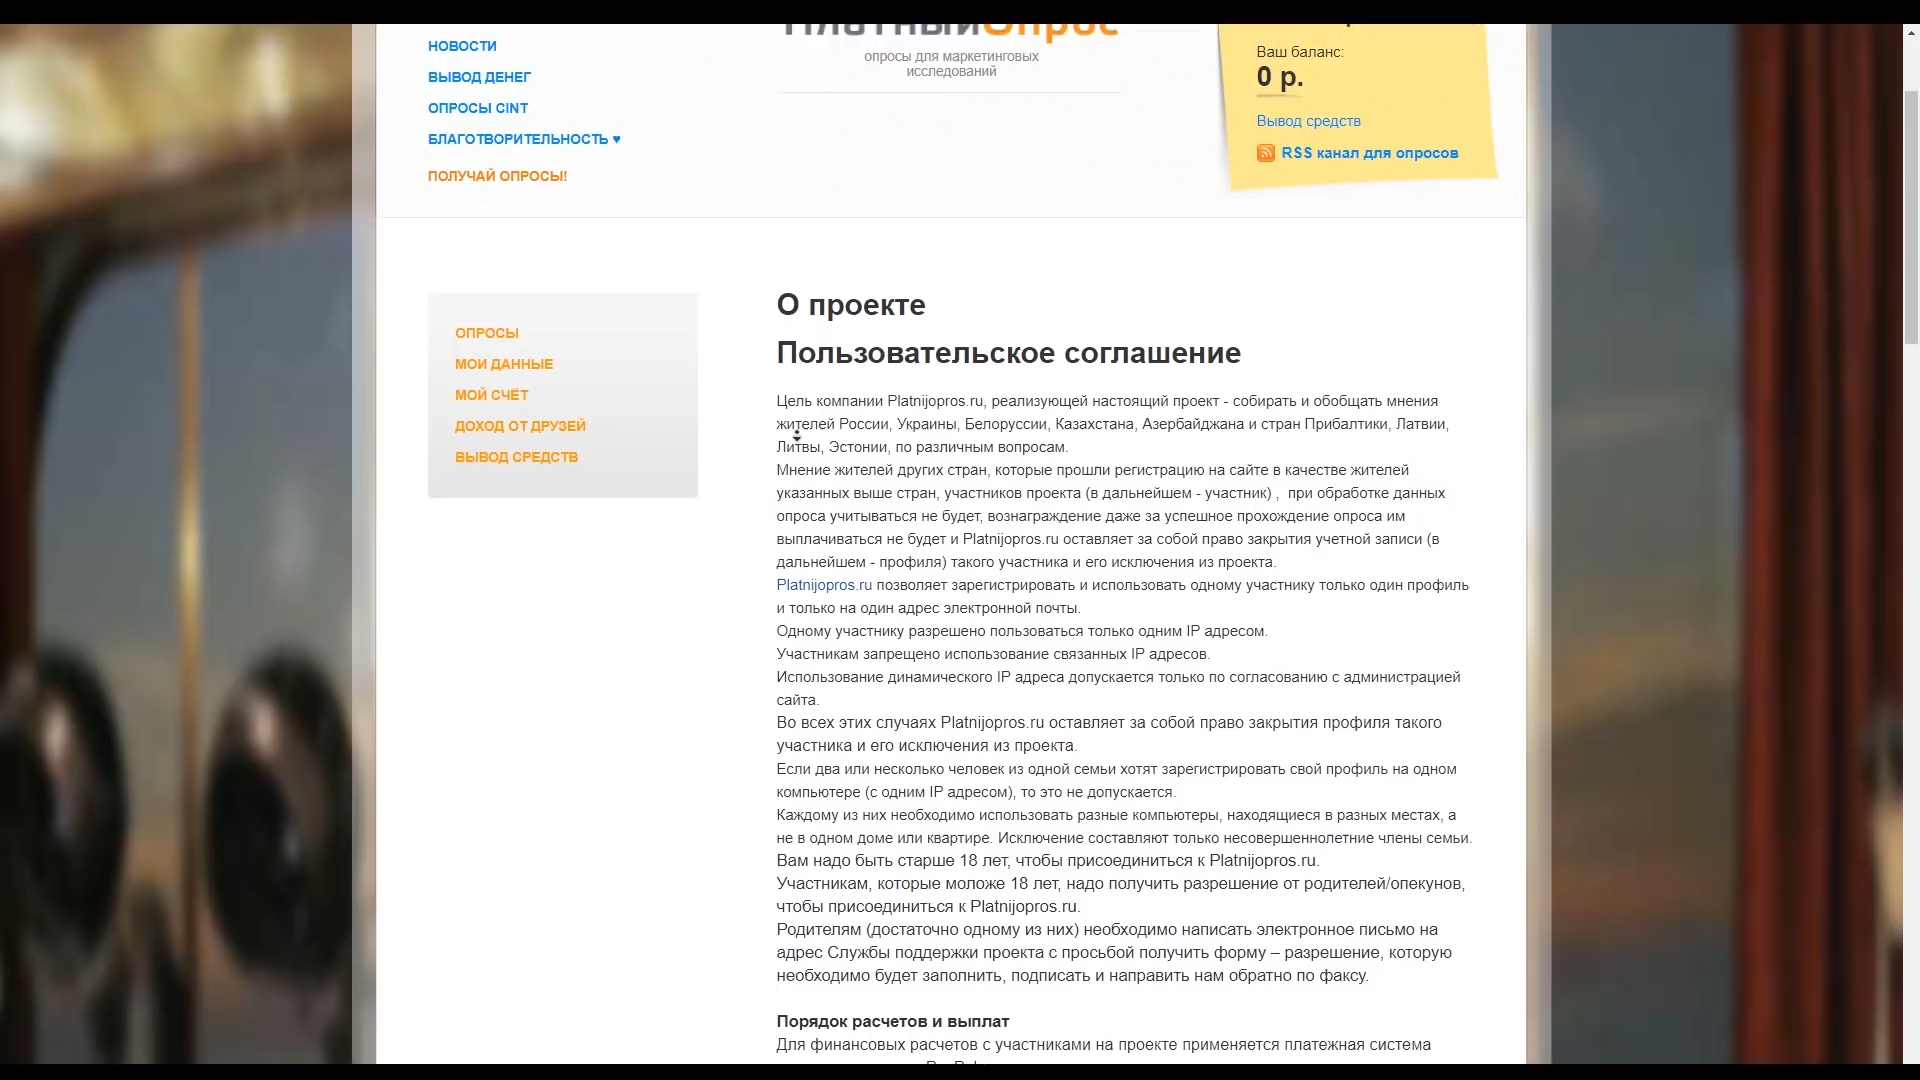 НОВОСТИ
ВЫВОД ДЕНЕГ
ОПРОСЫ CINT
БЛАГОТВОРИТЕЛЬНОСТЬ ♥
ПОЛУЧАЙ ОПРОСЫ!
ПлатныйОпрос
опросы для маркетинговых
исследований
Ваш баланс:
0 р.
Вывод средств
RSS канал для опросов
ОПРОСЫ
МОИ ДАННЫЕ
МОЙ СЧЁТ
ДОХОД ОТ ДРУЗЕЙ
ВЫВОД СРЕДСТВ
О проекте
Пользовательское соглашение
Цель компании Platnijopros.ru, реализующей настоящий проект - собирать и обобщать мнения
жителей России, Украины, Белоруссии, Казахстана, Азербайджана и стран Прибалтики, Латвии,
Литвы, Эстонии, по различным вопросам.
Мнение жителей других стран, которые прошли регистрацию на сайте в качестве жителей
указанных выше стран, участников проекта (в дальнейшем - участник) ,  при обработке данных
опроса учитываться не будет, вознаграждение даже за успешное прохождение опроса им
выплачиваться не будет и Platnijopros.ru оставляет за собой право закрытия учетной записи (в
дальнейшем - профиля) такого участника и его исключения из проекта.
Platnijopros.ru позволяет зарегистрировать и использовать одному участнику только один профиль
и только на один адрес электронной почты.
Одному участнику разрешено пользоваться только одним IP адресом.
Участникам запрещено использование связанных IP адресов.
Использование динамического IP адреса допускается только по согласованию с администрацией
сайта.
Во всех этих случаях Platnijopros.ru оставляет за собой право закрытия профиля такого
участника и его исключения из проекта.
Если два или несколько человек из одной семьи хотят зарегистрировать свой профиль на одном
компьютере (с одним IP адресом), то это не допускается.
Каждому из них необходимо использовать разные компьютеры, находящиеся в разных местах, а
не в одном доме или квартире. Исключение составляют только несовершеннолетние члены семьи.
Вам надо быть старше 18 лет, чтобы присоединиться к Platnijopros.ru.
Участникам, которые моложе 18 лет, надо получить разрешение от родителей/опекунов,
чтобы присоединиться к Platnijopros.ru.
Родителям (достаточно одному из них) необходимо написать электронное письмо на
адрес Службы поддержки проекта с просьбой получить форму – разрешение, которую
необходимо будет заполнить, подписать и направить нам обратно по факсу.
Порядок расчетов и выплат
Для финансовых расчетов с участниками на проекте применяется платежная система